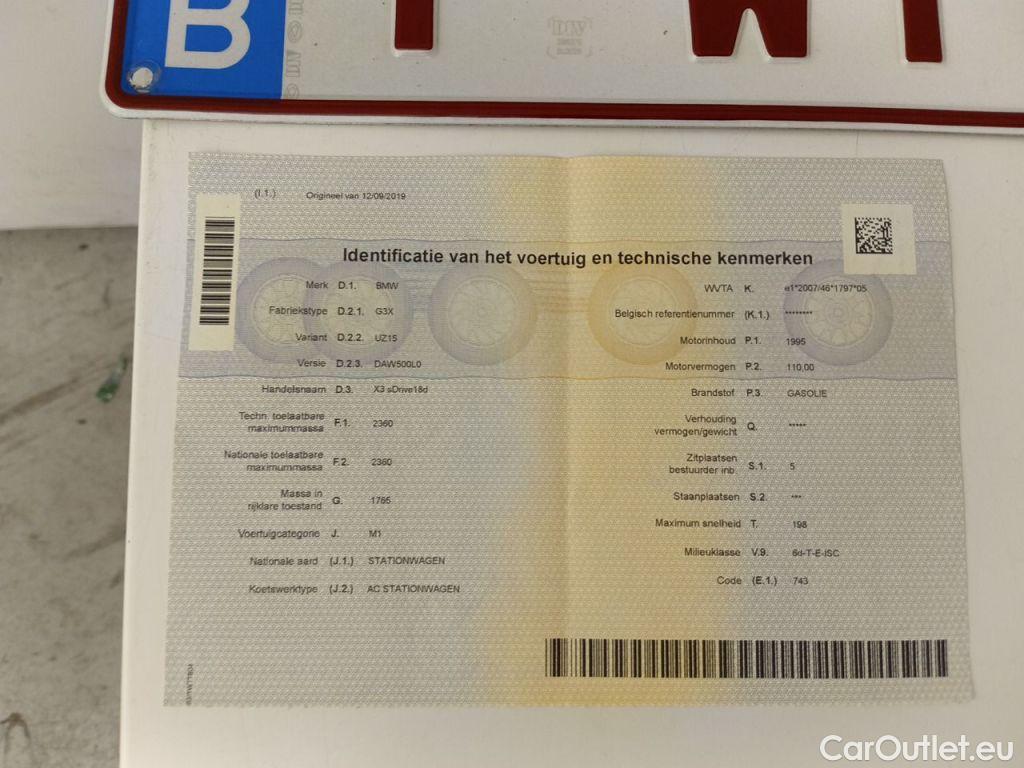 B
DIV
(I.1.) Origineel van 12/09/2019
Identificatie van het voertuig en technische kenmerken
Merk D.1. BMW
Fabriekstype D.2.1. G3X
Variant D.2.2. UZ15
Versie D.2.3. DAW500L0
Handelsnaam D.3. X3 sDrive18d
Techn. toelaatbare
maximummassa F.1. 2360
Nationale toelaatbare
maximummassa F.2. 2360
Massa in
rijklare toestand G. 1765
Voertuigcategorie J. M1
Nationale aard (J.1.) STATIONWAGEN
Koetswerktype (J.2.) AC STATIONWAGEN
WVTA K. e1*2007/46*1797*05
Belgisch referentienummer (K.1.) ********
Motorinhoud P.1. 1995
Motorvermogen P.2. 110,00
Brandstof P.3. GASOLIE
Verhouding
vermogen/gewicht Q. *****
Zitplaatsen
bestuurder inb. S.1. 5
Staanplaatsen S.2. ***
Maximum snelheid T. 198
Milieuklasse V.9. 6d-T-E-ISC
Code (E.1.) 743
CarOutlet.eu